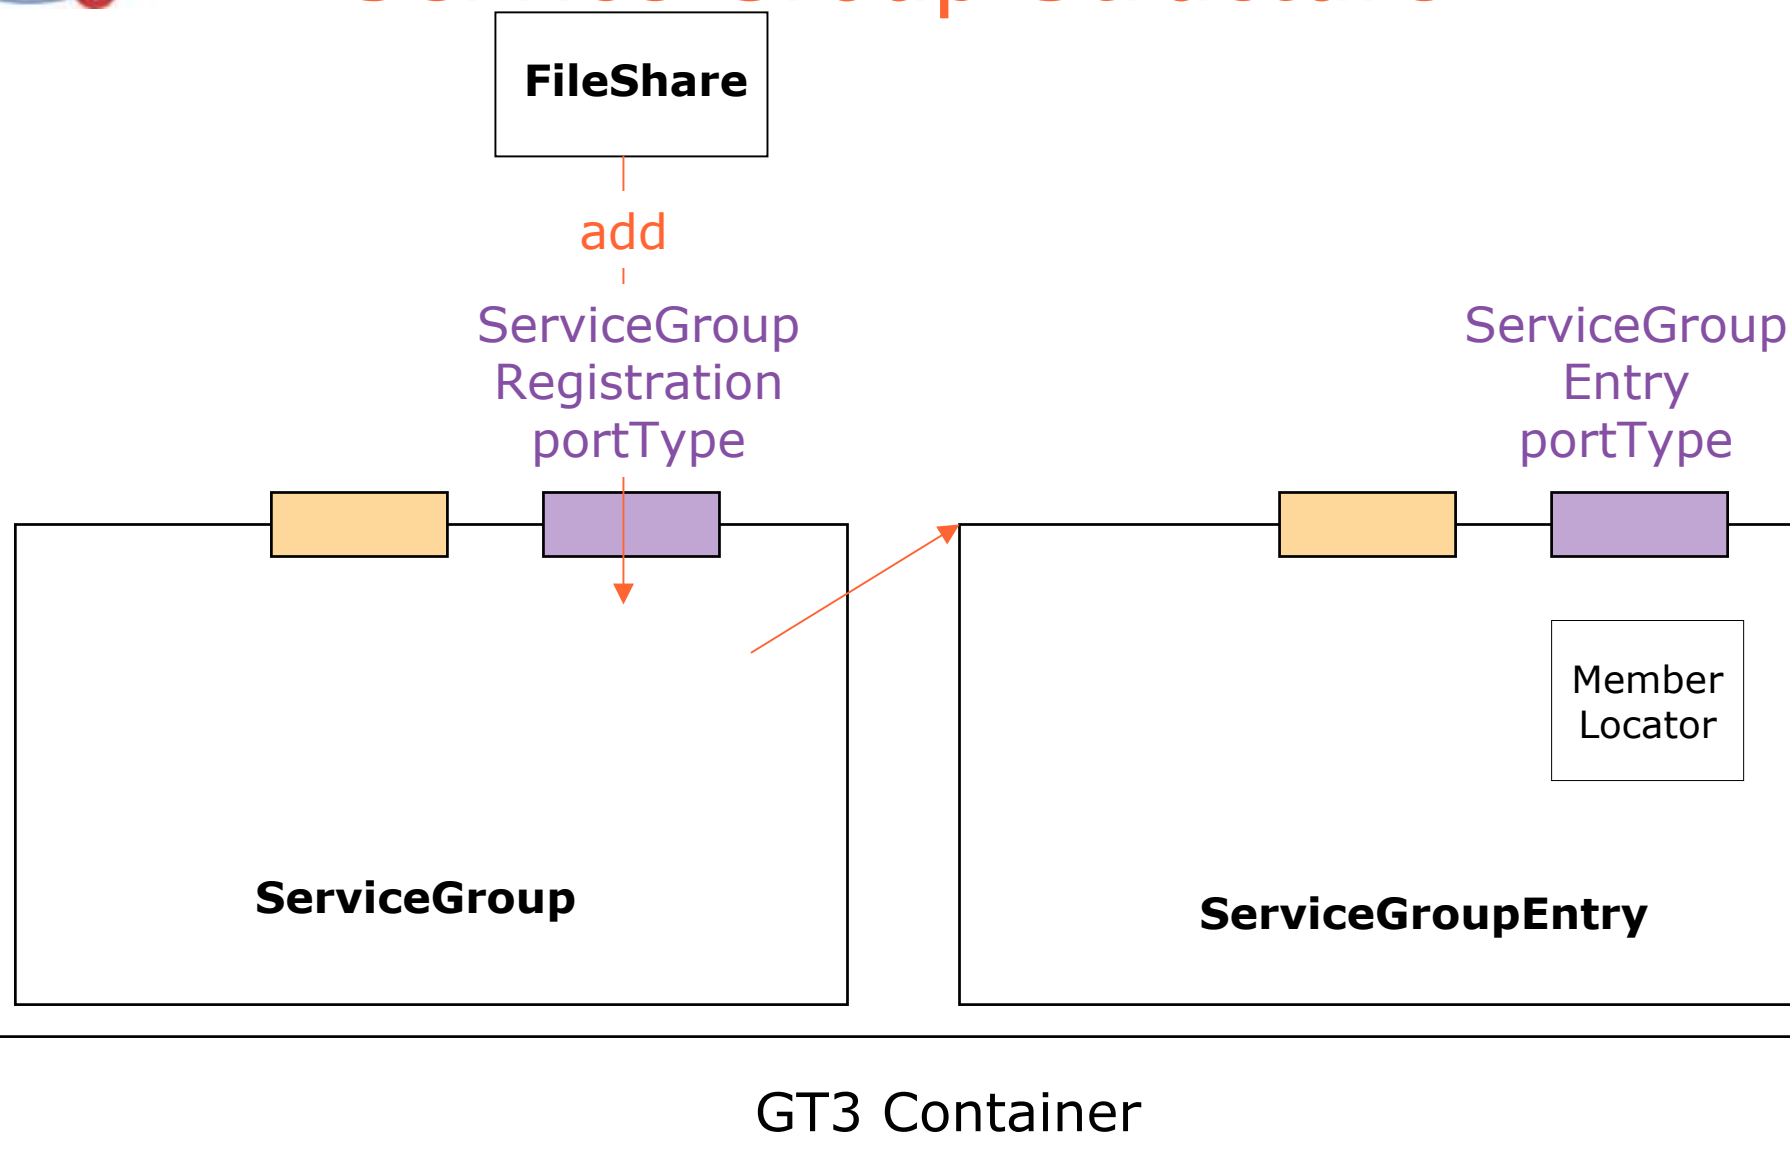 FileShare
add
ServiceGroup
Registration
portType
ServiceGroup
Entry
portType
Member
Locator
ServiceGroup
ServiceGroupEntry
GT3 Container